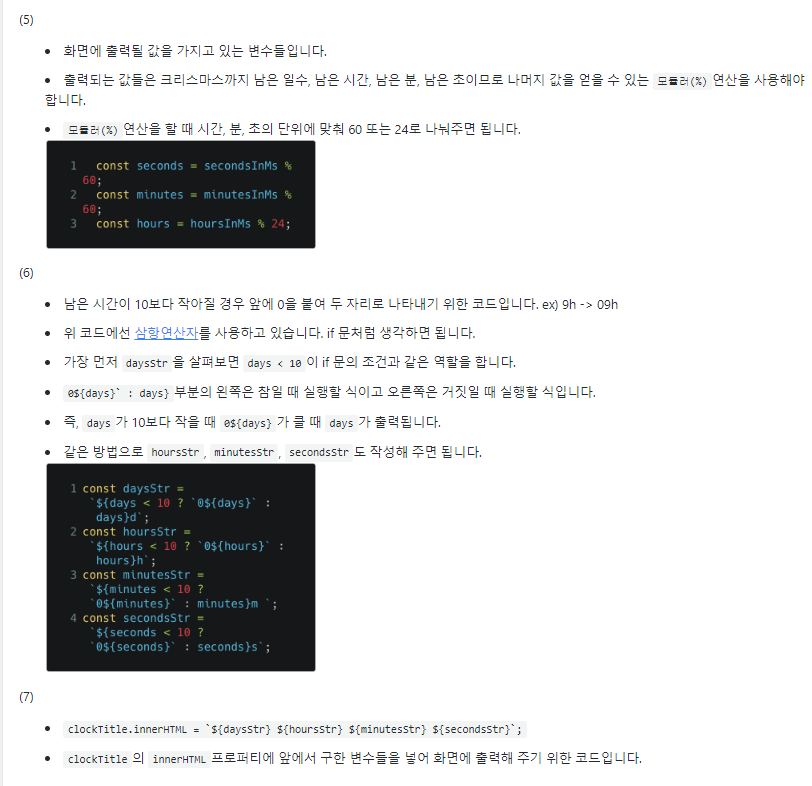 (5)
• 화면에 출력될 값을 가지고 있는 변수들입니다.
• 출력되는 값들은 크리스마스까지 남은 일수, 남은 시간, 남은 분, 남은 초이므로 나머지 값을 얻을 수 있는 모듈러(%) 연산을 사용해야
합니다.
• 모듈러(%) 연산을 할 때 시간, 분, 초의 단위에 맞춰 60 또는 24로 나눠주면 됩니다.
1 const seconds = secondsInMs %
60;
2 const minutes = minutesInMs %
60;
3 const hours = hoursInMs % 24;
(6)
• 남은 시간이 10보다 작아질 경우 앞에 0을 붙여 두 자리로 나타내기 위한 코드입니다. ex) 9h -> 09h
• 위 코드에선 삼항연산자를 사용하고 있습니다. if 문처럼 생각하면 됩니다.
• 가장 먼저 daysStr 을 살펴보면 days < 10 이 if 문의 조건과 같은 역할을 합니다.
• 0${days}` : days} 부분의 왼쪽은 참일 때 실행할 식이고 오른쪽은 거짓일 때 실행할 식입니다.
• 즉, days 가 10보다 작을 때 0${days} 가 클 때 days 가 출력됩니다.
• 같은 방법으로 hoursStr , minutesStr , secondsStr 도 작성해 주면 됩니다.
1 const daysStr =
`${days < 10 ? `0${days}` :
days}d`;
2 const hoursStr =
`${hours < 10 ? `0${hours}` :
hours}h`;
3 const minutesStr =
`${minutes < 10 ?
`0${minutes}` : minutes}m `;
4 const secondsStr =
`${seconds < 10 ?
`0${seconds}` : seconds}s`;
(7)
• clockTitle.innerHTML = `${daysStr} ${hoursStr} ${minutesStr} ${secondsStr}`;
• clockTitle 의 innerHTML 프로퍼티에 앞에서 구한 변수들을 넣어 화면에 출력해 주기 위한 코드입니다.